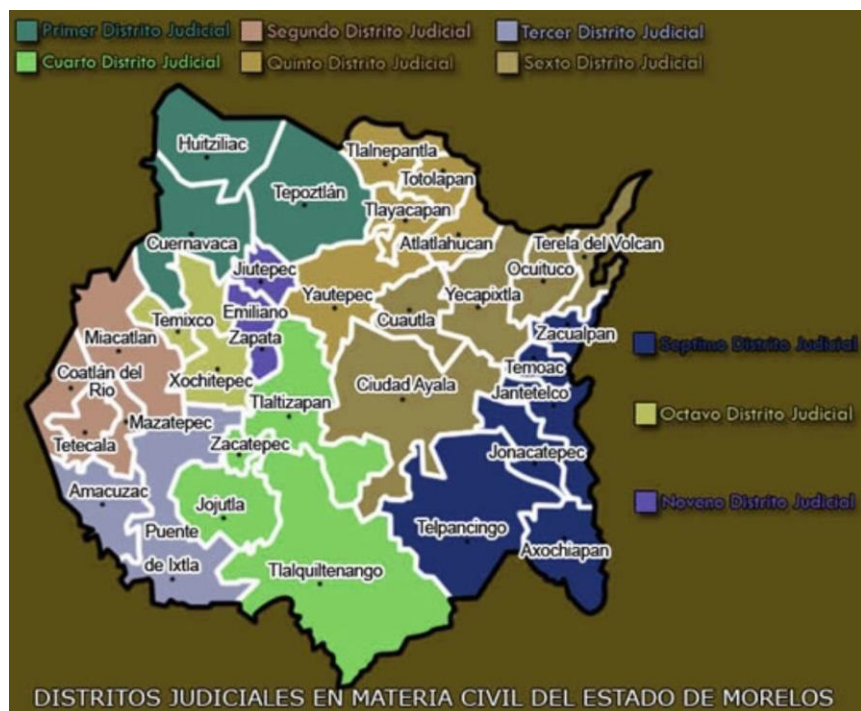 Primer Distrito Judicial
Segundo Distrito Judicial
Tercer Distrito Judicial
Cuarto Distrito Judicial
Quinto Distrito Judicial
Sexto Distrito Judicial
Huitziliac
Tlalnepantla
Totolapan
Tepoztlán
Tlayacapan
Cuernavaca
Atlatlahucan
Terela del Volcan
Ocuituco
Jiutepec
Yautepec
Yecapixtla
Emiliano
Zapata
Cuautla
Temixco
Zacualpan
Miacatlan
Septimo Distrito Judicial
Temoac
Coatlán del
Rio
Xochitepec
Ciudad Ayala
Jantetelco
Tlaltizapan
Octavo Distrito Judicial
Mazatepec
Tetecala
Zacatepec
Jonacatepec
Amacuzac
Jojutla
Noveno Distrito Judicial
Puente
de Ixtla
Telpancingo
Axochiapan
Tlalquiltenango
DISTRITOS JUDICIALES EN MATERIA CIVIL DEL ESTADO DE MORELOS